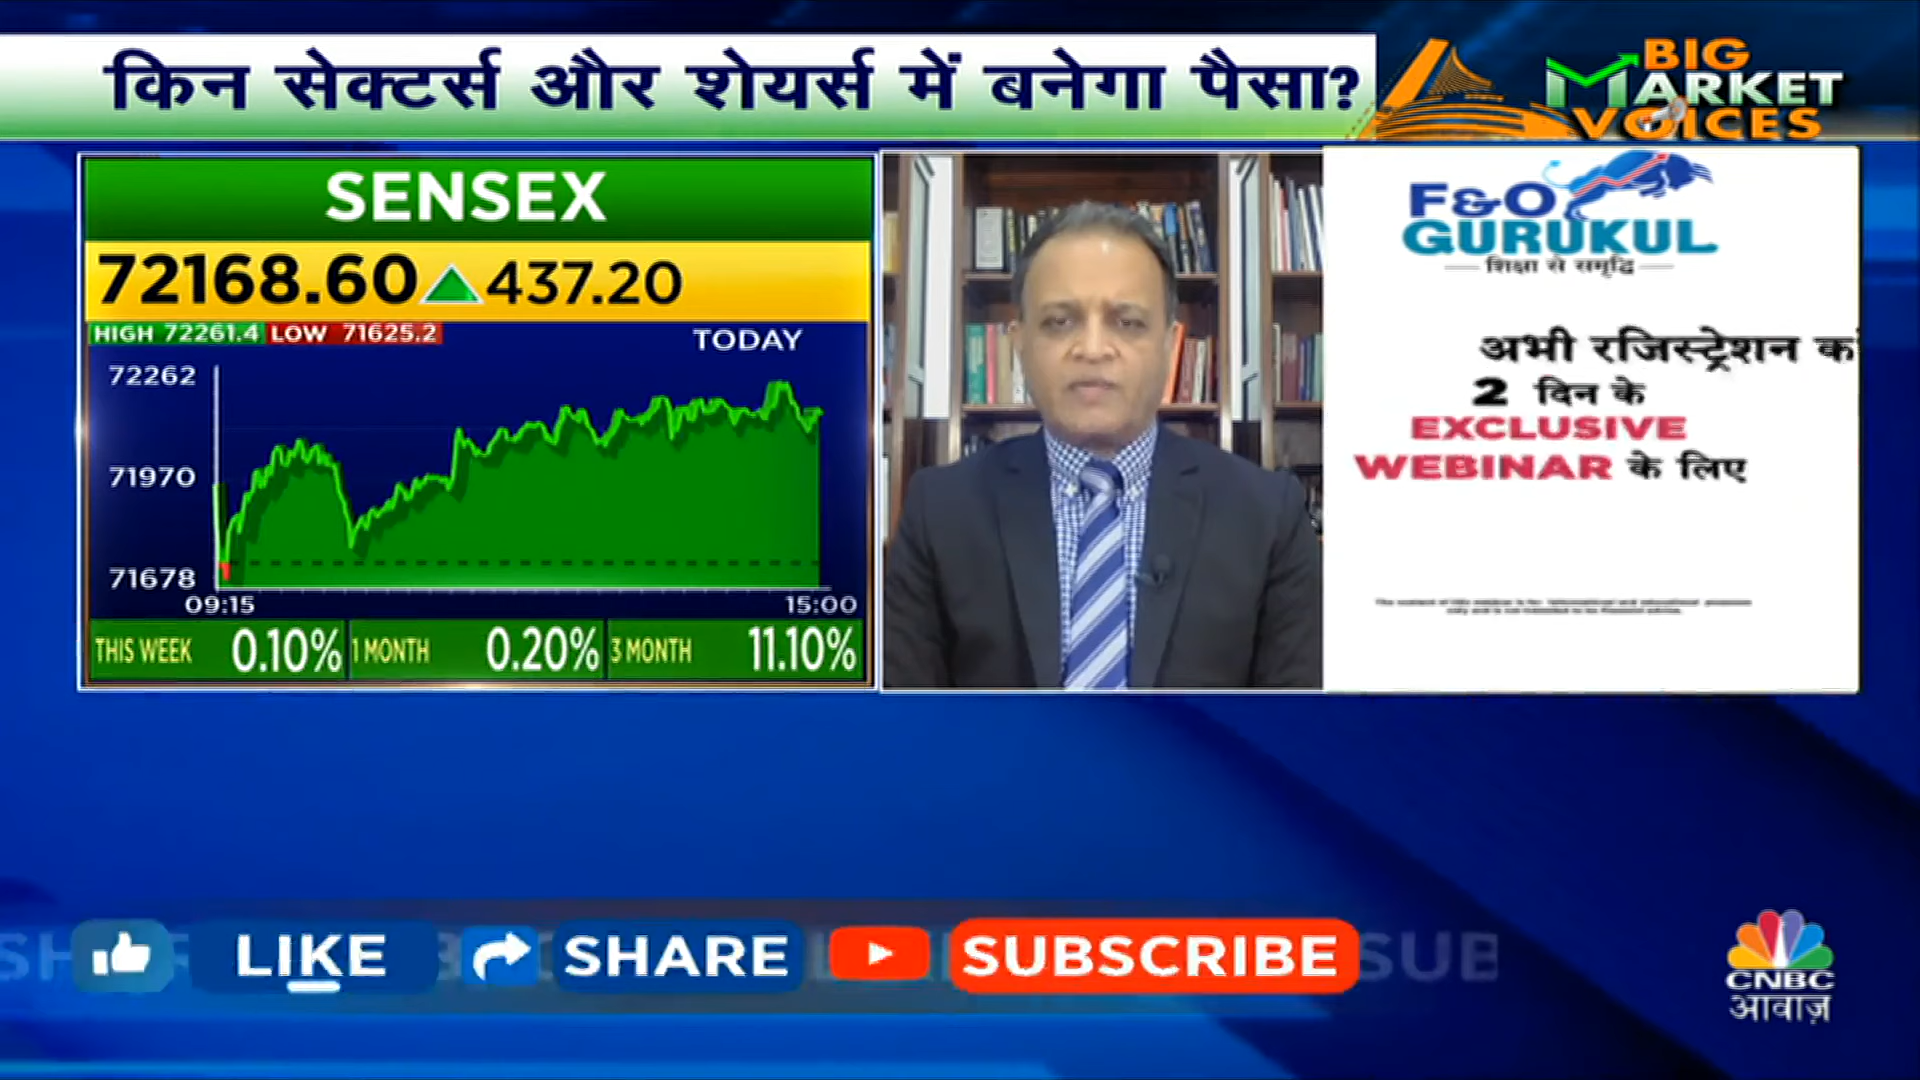 किन सेक्टर्स और शेयर्स में बनेगा पैसा?
BIG
MARKET
VOICES
SENSEX
72168.60 437.20
HIGH 72261.4 LOW 71625.2
TODAY
72262
71970
71678
09:15 15:00
THIS WEEK 0.10% 1 MONTH 0.20% 3 MONTH 11.10%
F&O
GURUKUL
शिक्षा से समृद्धि
अभी रजिस्ट्रेशन
2 दिन के
EXCLUSIVE
WEBINAR के लिए
LIKE SHARE SUBSCRIBE SUB
CNBC
आवाज़